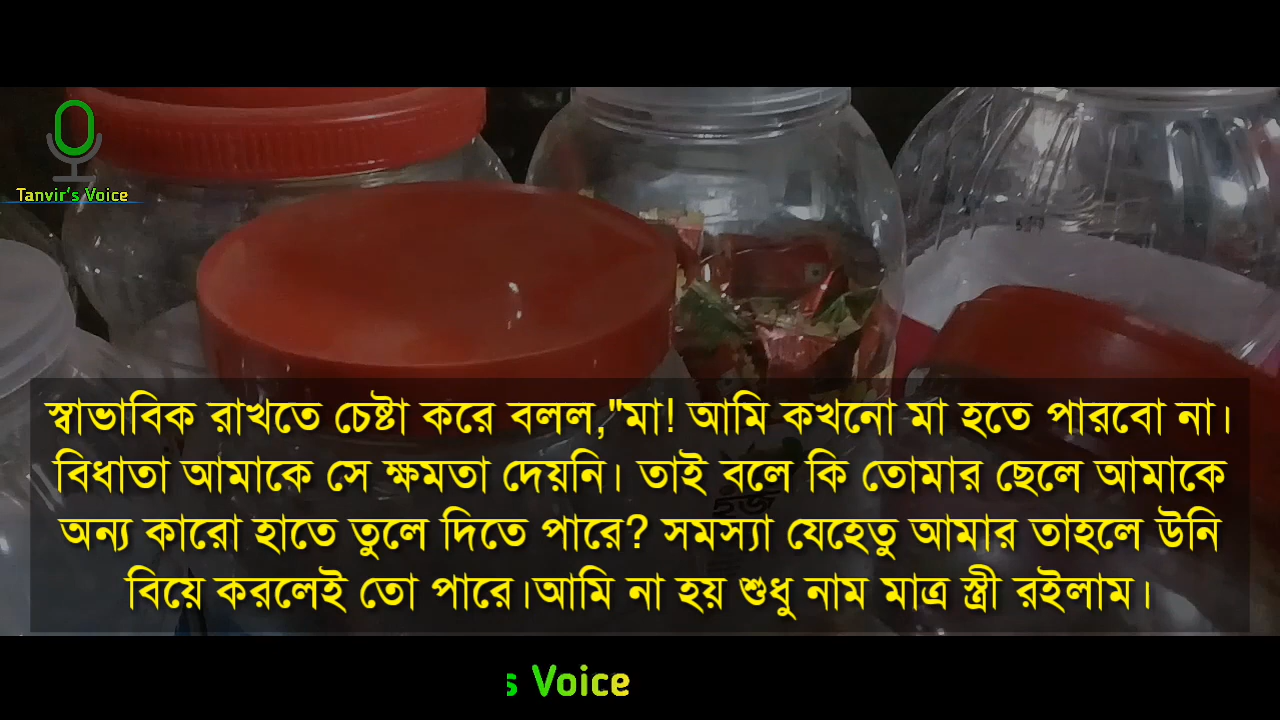 Tanvir's Voice
স্বাভাবিক রাখতে চেষ্টা করে বলল,"মা! আমি কখনো মা হতে পারবো না।
বিধাতা আমাকে সে ক্ষমতা দেয়নি। তাই বলে কি তোমার ছেলে আমাকে
অন্য কারো হাতে তুলে দিতে পারে? সমস্যা যেহেতু আমার তাহলে উনি
বিয়ে করলেই তো পারে।আমি না হয় শুধু নাম মাত্র স্ত্রী রইলাম।
s Voice